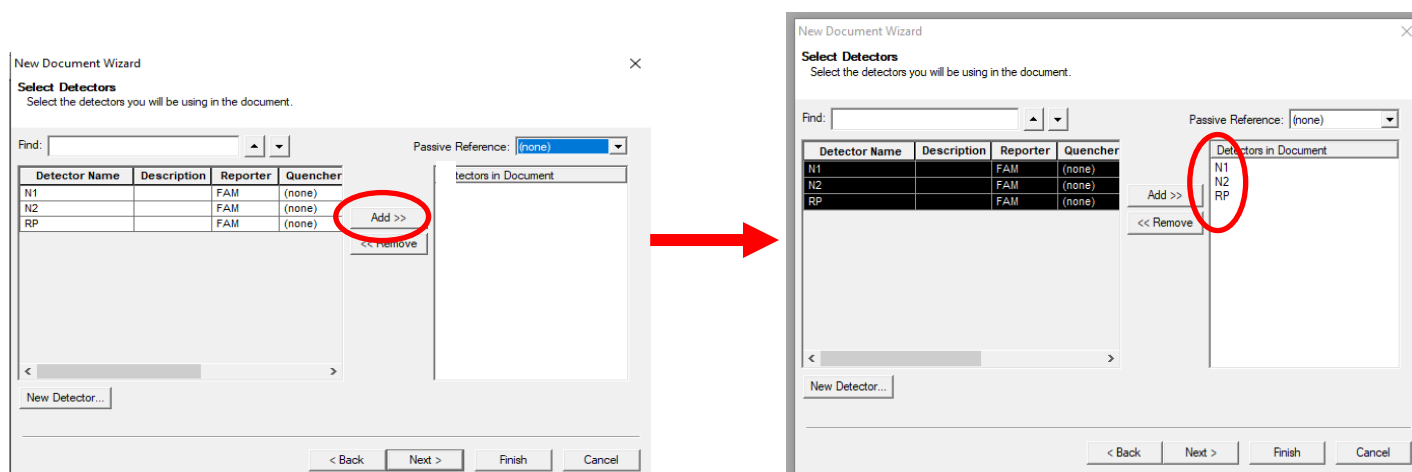 New Document Wizard
Select Detectors
Select the detectors you will be using in the document.
Find:
Passive Reference: (none)
Detector Name Description Reporter Quencher
N1 FAM (none)
N2 FAM (none)
RP FAM (none)
Add >>
<< Remove
tectors in Document
New Detector...
< Back Next > Finish Cancel
New Document Wizard
Select Detectors
Select the detectors you will be using in the document.
Find:
Passive Reference: (none)
Detector Name Description Reporter Quencher
N1 FAM (none)
N2 FAM (none)
RP FAM (none)
Add >>
<< Remove
Detectors in Document
N1
N2
RP
New Detector...
< Back Next > Finish Cancel